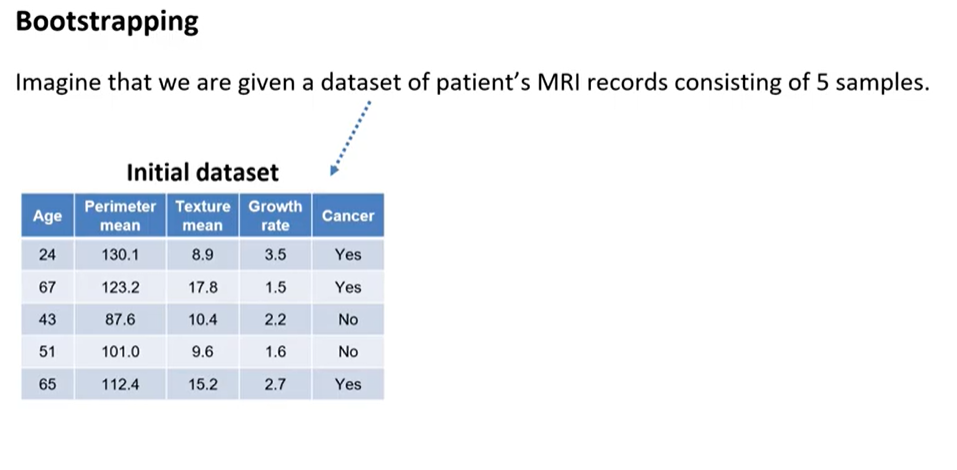 Bootstrapping
Imagine that we are given a dataset of patient’s MRI records consisting of 5 samples.
Initial dataset
Age Perimeter mean Texture mean Growth rate Cancer
24 130.1 8.9 3.5 Yes
67 123.2 17.8 1.5 Yes
43 87.6 10.4 2.2 No
51 101.0 9.6 1.6 No
65 112.4 15.2 2.7 Yes